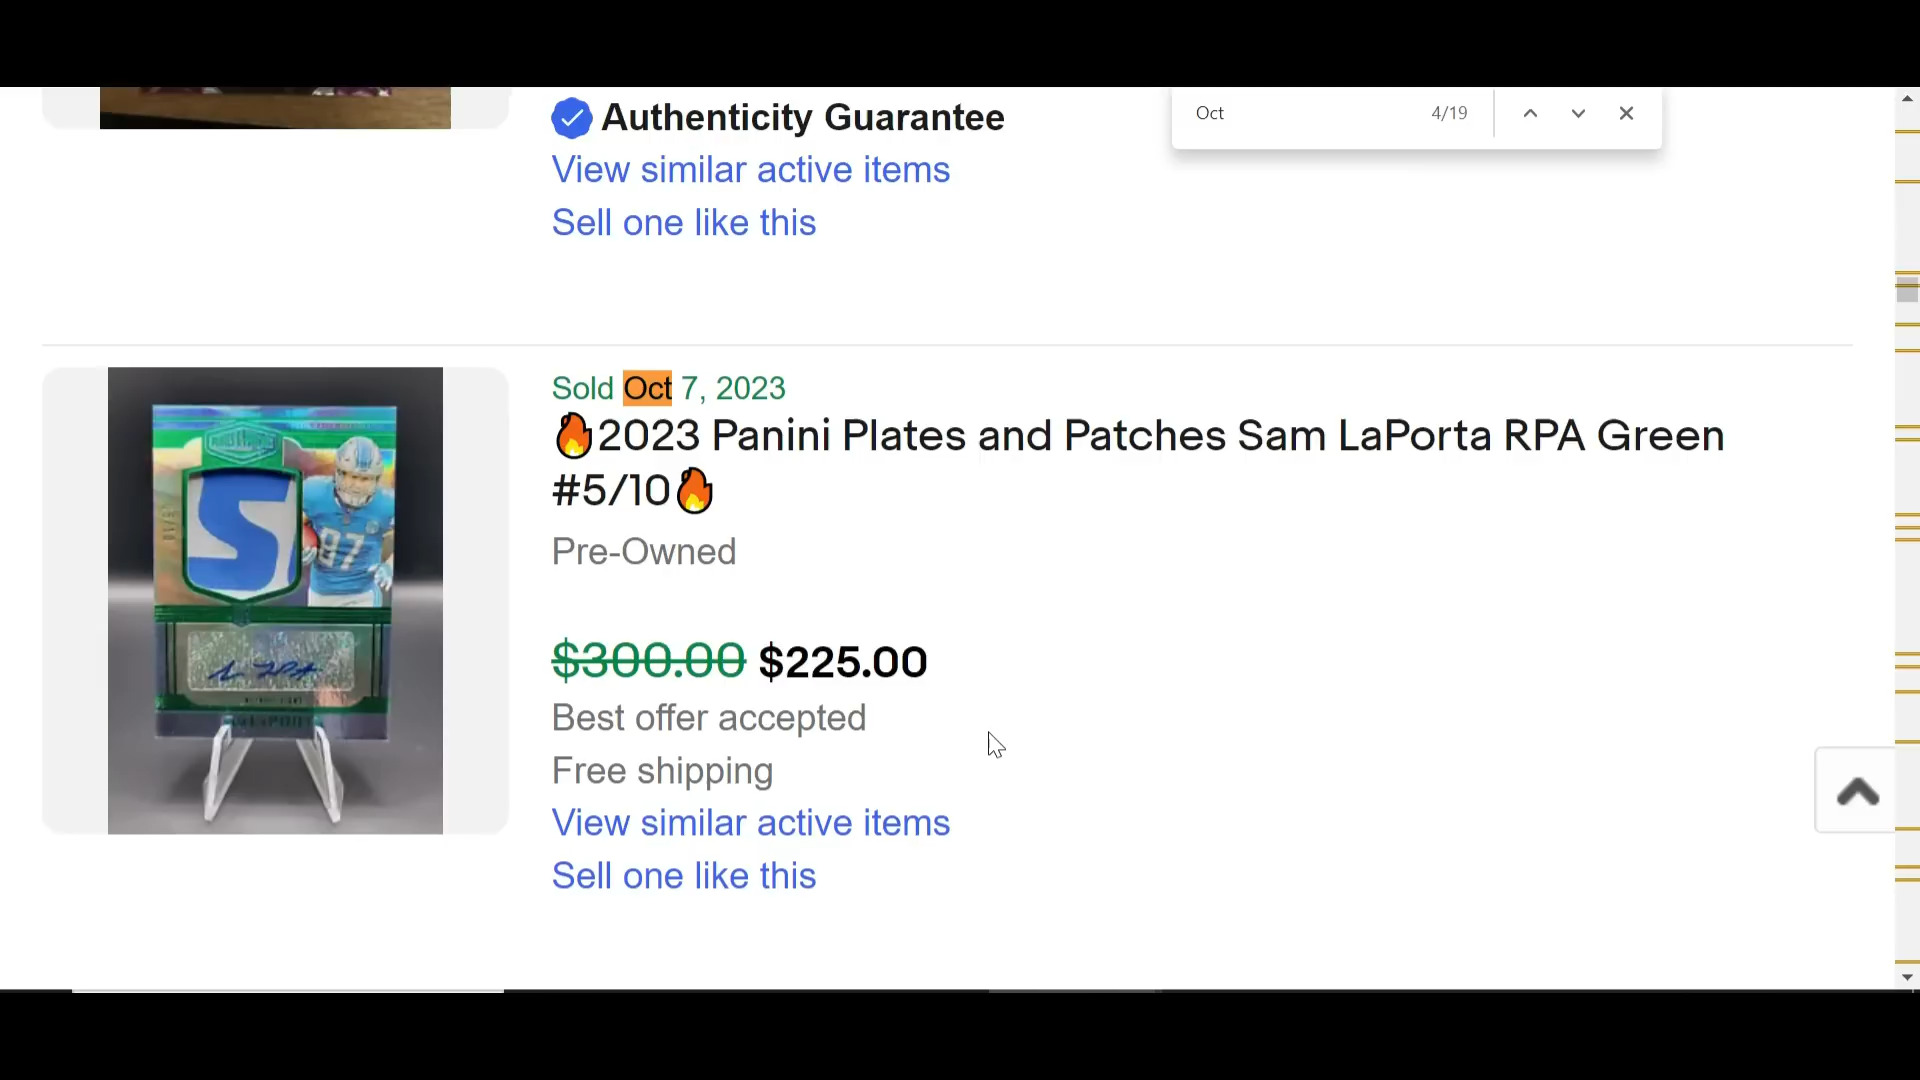 Authenticity Guarantee
Oct 4/19
View similar active items
Sell one like this
Sold Oct 7, 2023
🔥2023 Panini Plates and Patches Sam LaPorta RPA Green
#5/10🔥
Pre-Owned
$300.00 $225.00
Best offer accepted
Free shipping
View similar active items
Sell one like this
87